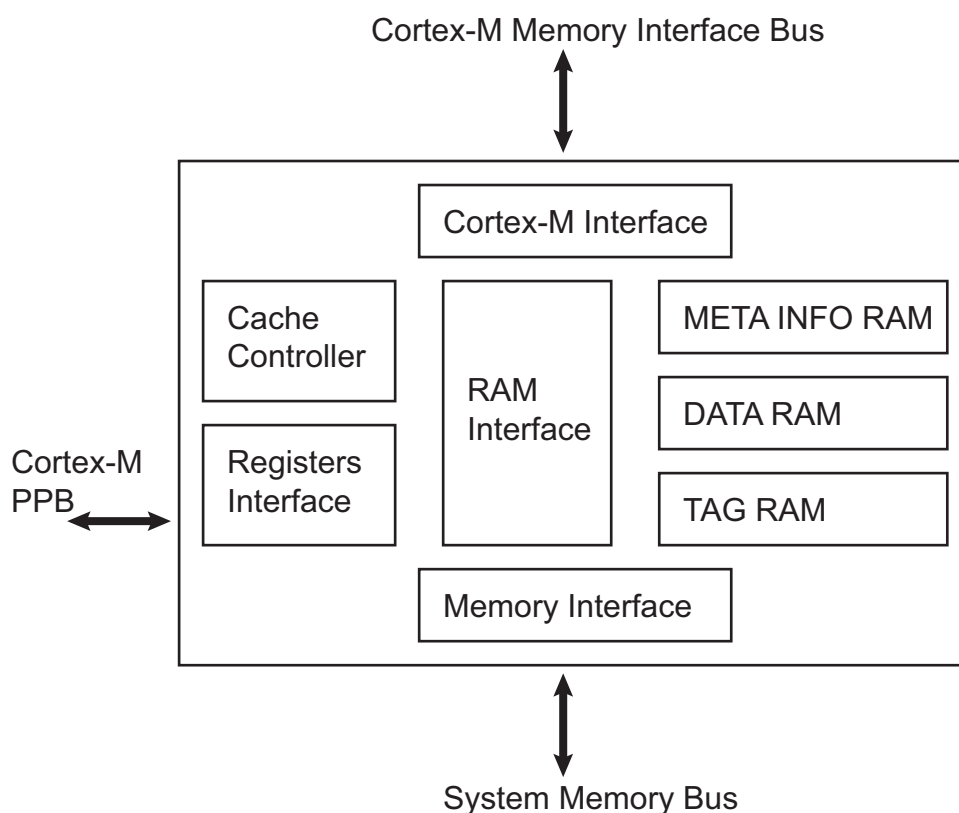 Cortex-M Memory Interface Bus
Cortex-M Interface
Cache
Controller
RAM
Interface
META INFO RAM
DATA RAM
TAG RAM
Cortex-M
PPB
Registers
Interface
Memory Interface
System Memory Bus